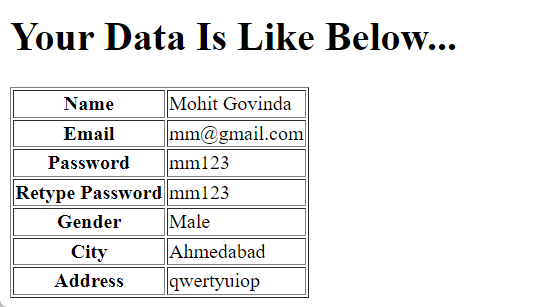 Your Data Is Like Below...
Name Mohit Govinda
Email mm@gmail.com
Password mm123
Retype Password mm123
Gender Male
City Ahmedabad
Address qwertyuiop